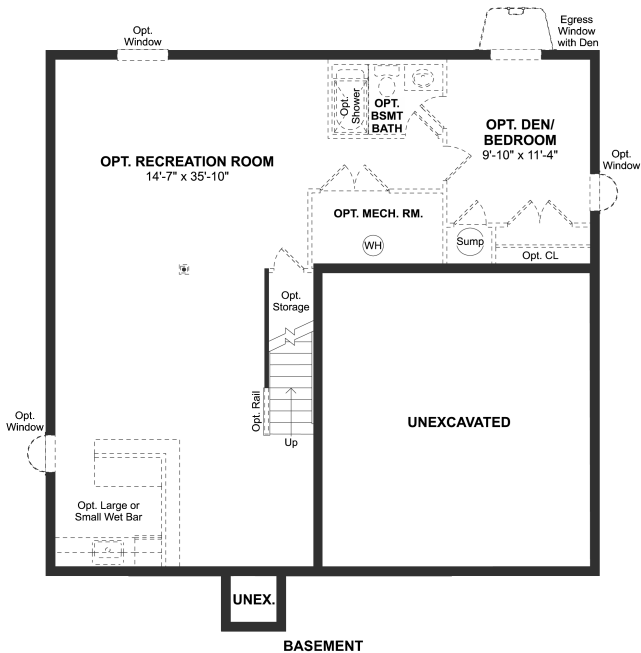 Opt.
Window
Egress
Window
with Den
Opt.
Shower
OPT.
BSMT
BATH
OPT. DEN/
BEDROOM
9'-10" x 11'-4"
OPT. RECREATION ROOM
14'-7" x 35'-10"
Opt.
Window
OPT. MECH. RM.
WH
Sump
Opt. CL
Opt.
Storage
Opt. Rail
Up
UNEXCAVATED
Opt.
Window
Opt. Large or
Small Wet Bar
UNEX.
BASEMENT